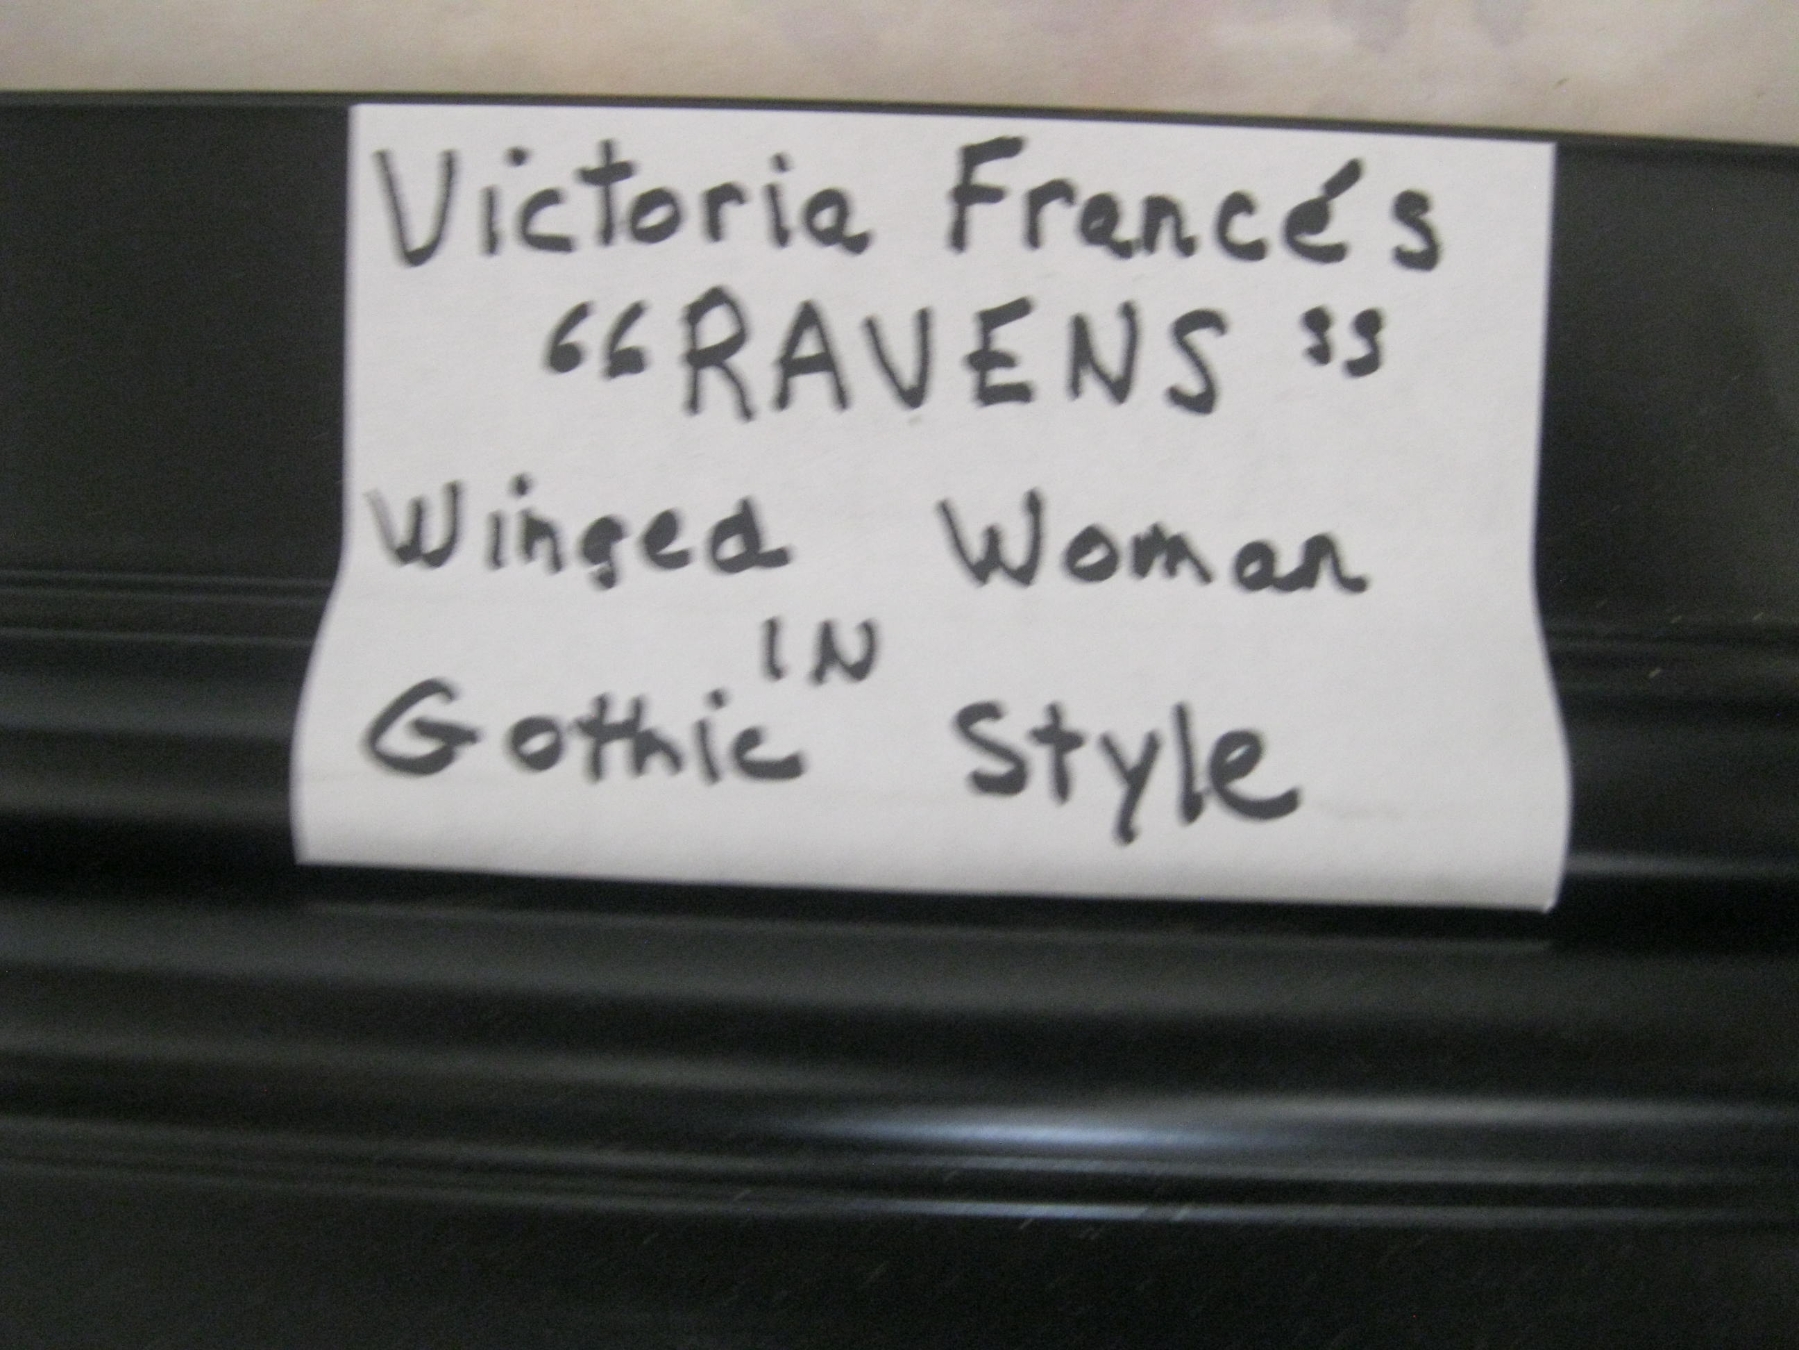 Victoria Francés
“RAVENS”
Winged Woman
IN
Gothic Style